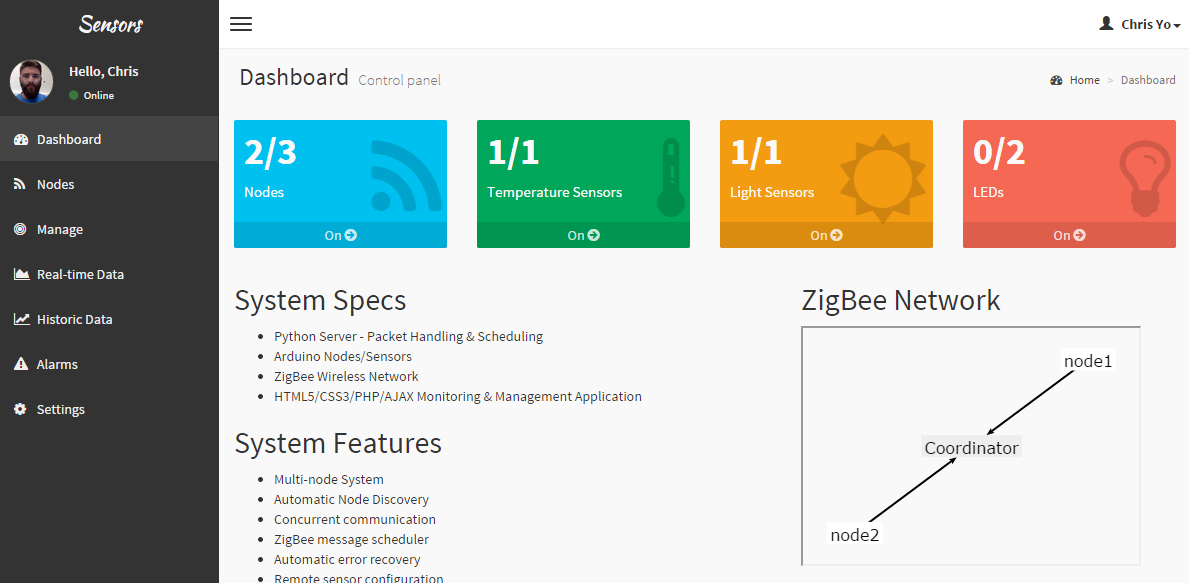 Sensors
Chris Yo
Hello, Chris
Online
Dashboard
Nodes
Manage
Real-time Data
Historic Data
Alarms
Settings
Dashboard Control panel
Home > Dashboard
2/3
Nodes
On
1/1
Temperature Sensors
On
1/1
Light Sensors
On
0/2
LEDs
On
System Specs
Python Server - Packet Handling & Scheduling
Arduino Nodes/Sensors
ZigBee Wireless Network
HTML5/CSS3/PHP/AJAX Monitoring & Management Application
System Features
Multi-node System
Automatic Node Discovery
Concurrent communication
ZigBee message scheduler
Automatic error recovery
Remote sensor configuration
ZigBee Network
node1
Coordinator
node2